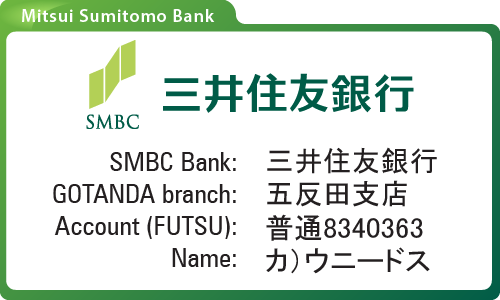 Mitsui Sumitomo Bank
SMBC
三井住友銀行
SMBC Bank: 三井住友銀行
GOTANDA branch: 五反田支店
Account (FUTSU): 普通8340363
Name: カ）ウニードス